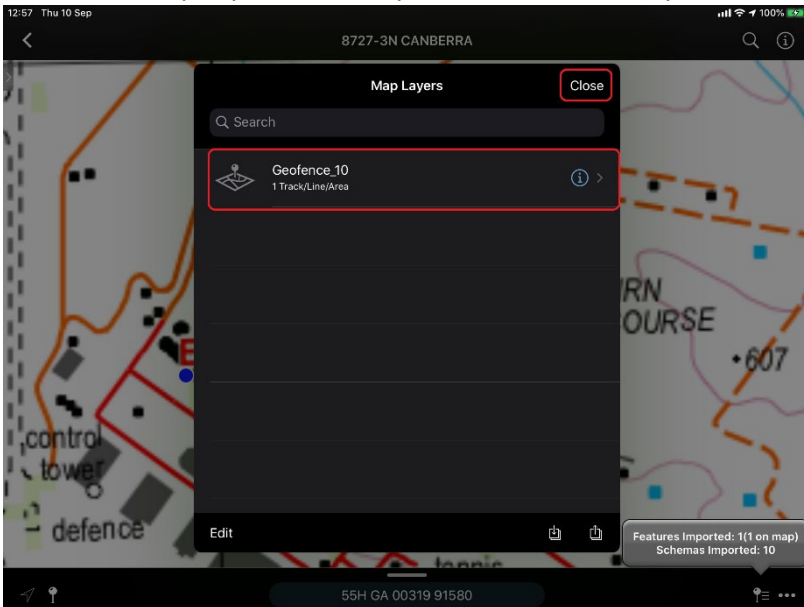 12:57 Thu 10 Sep
100%
8727-3N CANBERRA
Map Layers
Close
Search
Geofence_10
1 Track/Line/Area
OURSE
607
control
tower
defence
Edit
Features Imported: 1(1 on map)
Schemas Imported: 10
55H GA 00319 91580